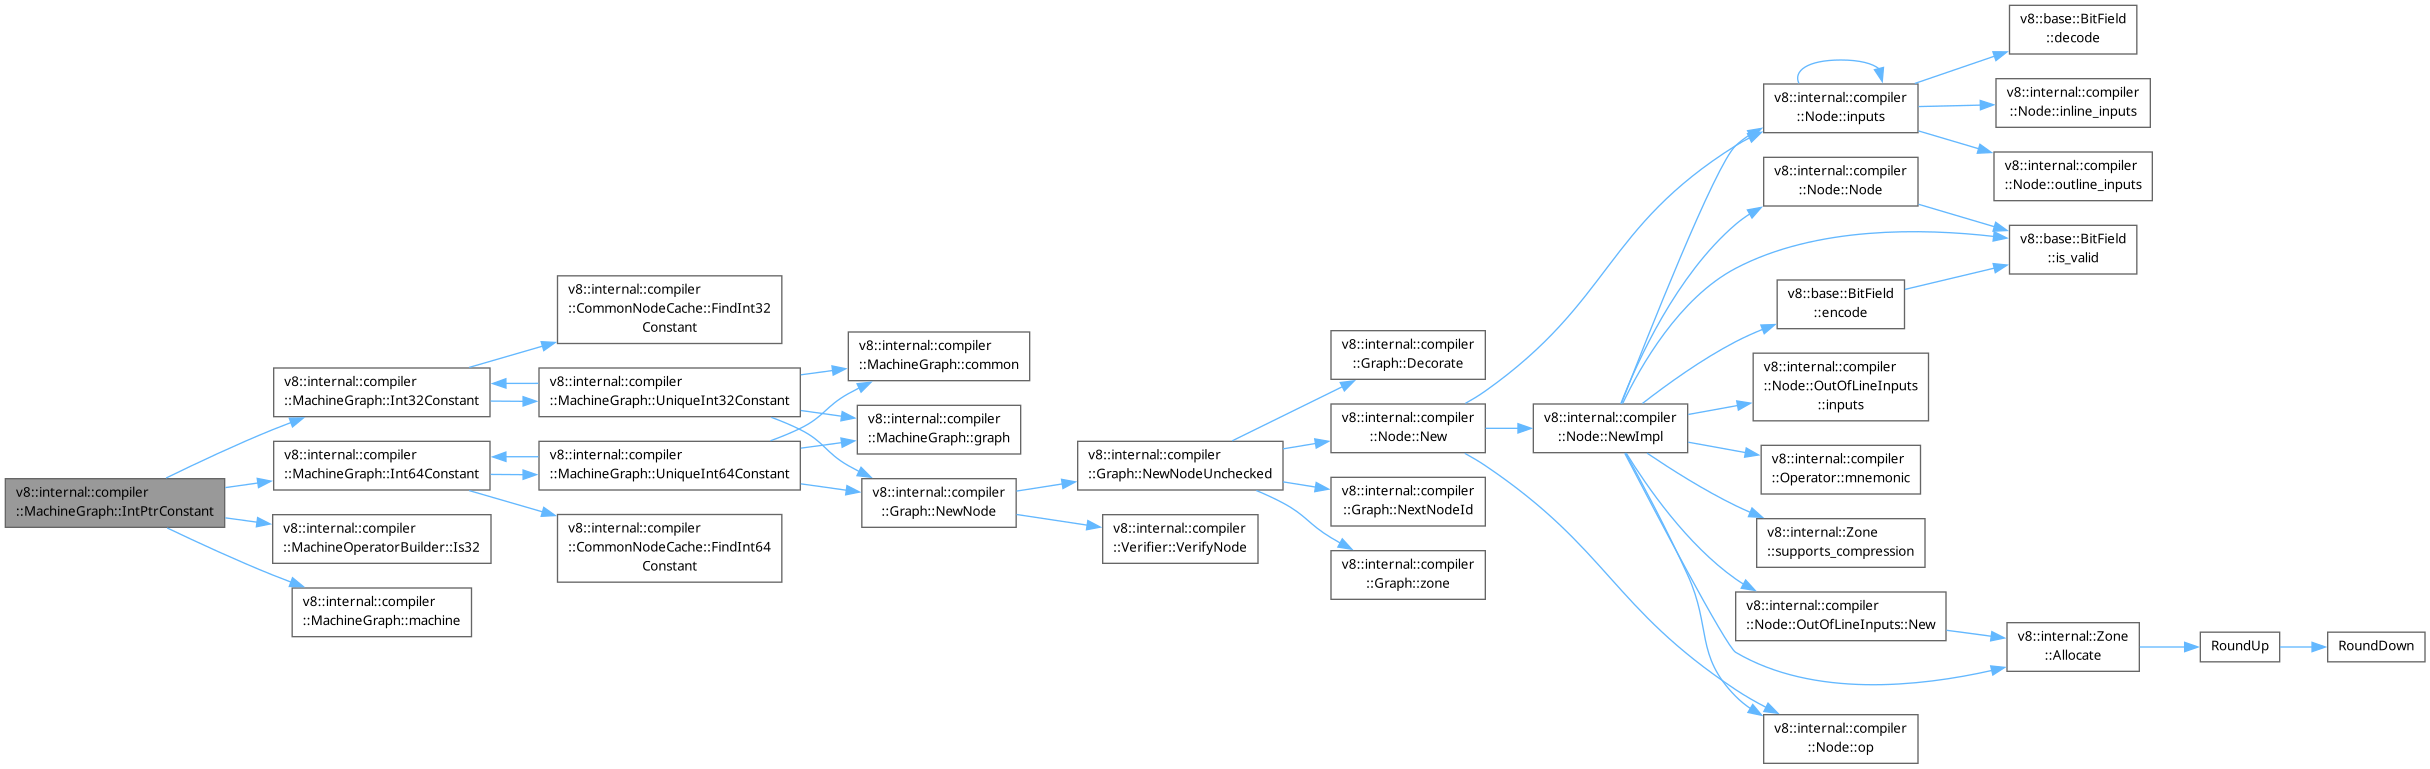 v8::internal::compiler
::MachineGraph::IntPtrConstant
v8::internal::compiler
::MachineGraph::Int32Constant
v8::internal::compiler
::MachineGraph::Int64Constant
v8::internal::compiler
::MachineOperatorBuilder::Is32
v8::internal::compiler
::MachineGraph::machine
v8::internal::compiler
::CommonNodeCache::FindInt32
Constant
v8::internal::compiler
::MachineGraph::UniqueInt32Constant
v8::internal::compiler
::MachineGraph::UniqueInt64Constant
v8::internal::compiler
::CommonNodeCache::FindInt64
Constant
v8::internal::compiler
::MachineGraph::common
v8::internal::compiler
::MachineGraph::graph
v8::internal::compiler
::Graph::NewNode
v8::internal::compiler
::Graph::NewNodeUnchecked
v8::internal::compiler
::Verifier::VerifyNode
v8::internal::compiler
::Graph::Decorate
v8::internal::compiler
::Node::New
v8::internal::compiler
::Graph::NextNodeId
v8::internal::compiler
::Graph::zone
v8::internal::compiler
::Node::NewImpl
v8::internal::compiler
::Node::inputs
v8::internal::compiler
::Node::Node
v8::base::BitField
::encode
v8::internal::compiler
::Node::OutOfLineInputs
::inputs
v8::internal::compiler
::Operator::mnemonic
v8::internal::Zone
::supports_compression
v8::internal::compiler
::Node::OutOfLineInputs::New
v8::internal::compiler
::Node::op
v8::base::BitField
::decode
v8::internal::compiler
::Node::inline_inputs
v8::internal::compiler
::Node::outline_inputs
v8::base::BitField
::is_valid
v8::internal::Zone
::Allocate
RoundUp
RoundDown